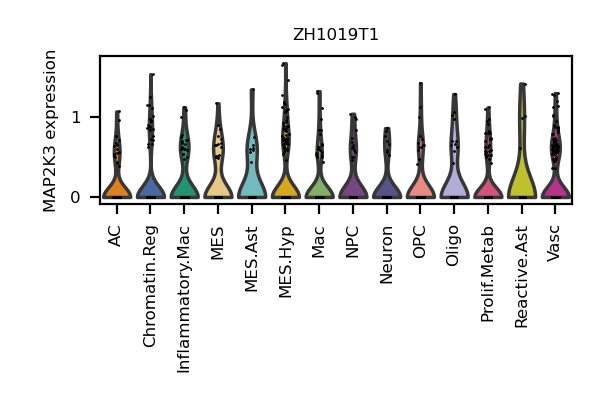 ZH1019T1
MAP2K3 expression
1
0
AC
Chromatin.Reg
Inflammatory.Mac
MES
MES.Ast
MES.Hyp
Mac
NPC
Neuron
OPC
Oligo
Prolif.Metab
Reactive.Ast
Vasc